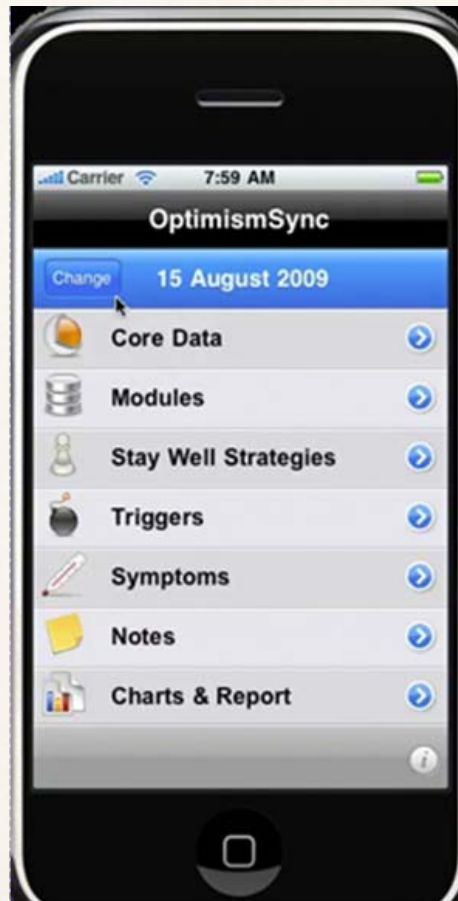 Carrier 7:59 AM
OptimismSync
Change 15 August 2009
Core Data
Modules
Stay Well Strategies
Triggers
Symptoms
Notes
Charts & Report
i